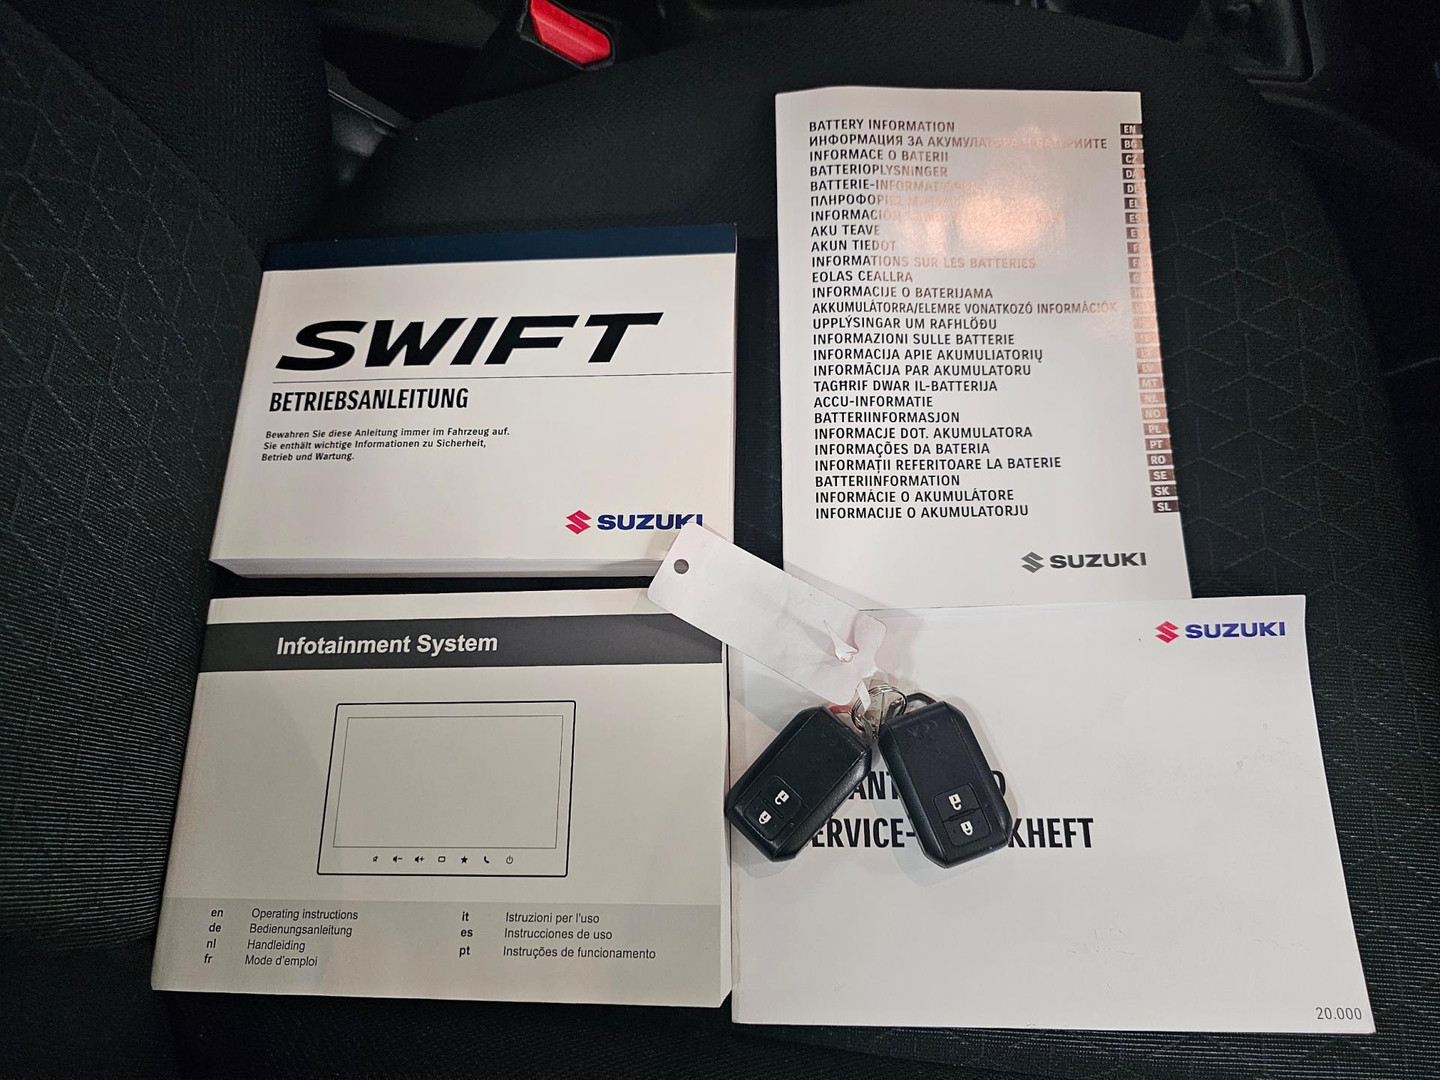 SWIFT
BETRIEBSANLEITUNG
Bewahren Sie diese Anleitung immer im Fahrzeug auf.
Sie enthält wichtige Informationen zu Sicherheit,
Betrieb und Wartung.
SUZUKI
BATTERY INFORMATION EN
ИНФОРМАЦИЯ ЗА АКУМУЛАТОРА И БАТЕРИИТЕ BG
INFORMACE O BATERII CZ
BATTERIOPLYSNINGER DA
BATTERIE-INFORMATIONEN DE
ΠΛΗΡΟΦΟΡΙΕΣ EL
INFORMACIÓN ES
AKU TEAVE
AKUN TIEDOT
INFORMATIONS SUR LES BATTERIES
EOLAS CEALLRA
INFORMACIJE O BATERIJAMA
AKKUMULÁTORRA/ELEMRE VONATKOZÓ INFORMÁCIÓK
UPPLÝSINGAR UM RAFHLÖÐU
INFORMAZIONI SULLE BATTERIE
INFORMACIJA APIE AKUMULIATORIŲ
INFORMĀCIJA PAR AKUMULATORU LV
TAGĦRIF DWAR IL-BATTERIJA MT
ACCU-INFORMATIE NL
BATTERIINFORMASJON NO
INFORMACJE DOT. AKUMULATORA PL
INFORMAÇÕES DA BATERIA PT
INFORMAȚII REFERITOARE LA BATERIE RO
BATTERIINFORMATION SE
INFORMÁCIE O AKUMULÁTORE SK
INFORMACIJE O AKUMULATORJU SL
SUZUKI
Infotainment System
en Operating instructions
de Bedienungsanleitung
nl Handleiding
fr Mode d'emploi
it Istruzioni per l'uso
es Instrucciones de uso
pt Instruções de funcionamento
SUZUKI
20.000